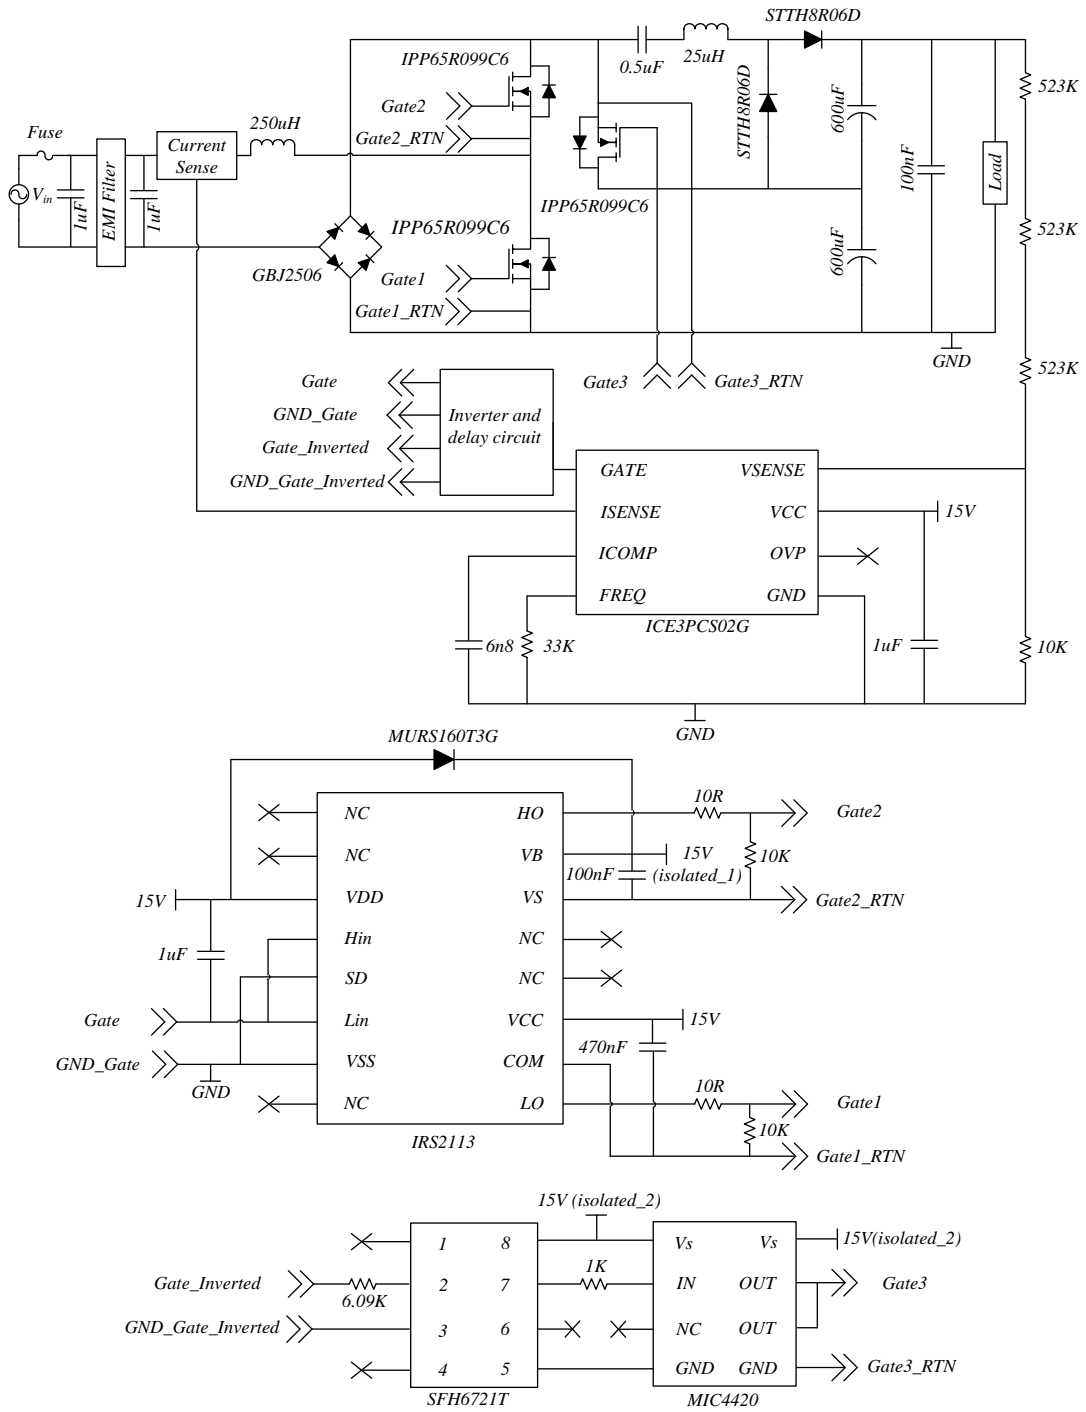 STTH8R06D
IPP65R099C6
0.5uF
25uH
STTH8R06D
600uF
523K
Gate2
Gate2_RTN
Fuse
250uH
Current
Sense
Vin
1uF
EMI Filter
1uF
100nF
Load
IPP65R099C6
IPP65R099C6
523K
600uF
GBJ2506
Gate1
Gate1_RTN
GND
523K
Gate3
Gate3_RTN
Gate
GND_Gate
Gate_Inverted
GND_Gate_Inverted
Inverter and
delay circuit
GATE
VSENSE
ISENSE
VCC
15V
ICOMP
OVP
FREQ
GND
ICE3PCS02G
6n8
33K
1uF
10K
GND
MURS160T3G
10R
NC
HO
Gate2
NC
VB
15V
(isolated_1)
10K
100nF
15V
VDD
VS
Gate2_RTN
Hin
NC
1uF
SD
NC
Gate
Lin
VCC
15V
470nF
GND_Gate
VSS
COM
GND
10R
NC
LO
Gate1
10K
IRS2113
Gate1_RTN
15V (isolated_2)
1
8
Vs
Vs
15V(isolated_2)
1K
Gate_Inverted
6.09K
2
7
IN
OUT
Gate3
GND_Gate_Inverted
3
6
NC
OUT
4
5
GND
GND
Gate3_RTN
SFH6721T
MIC4420